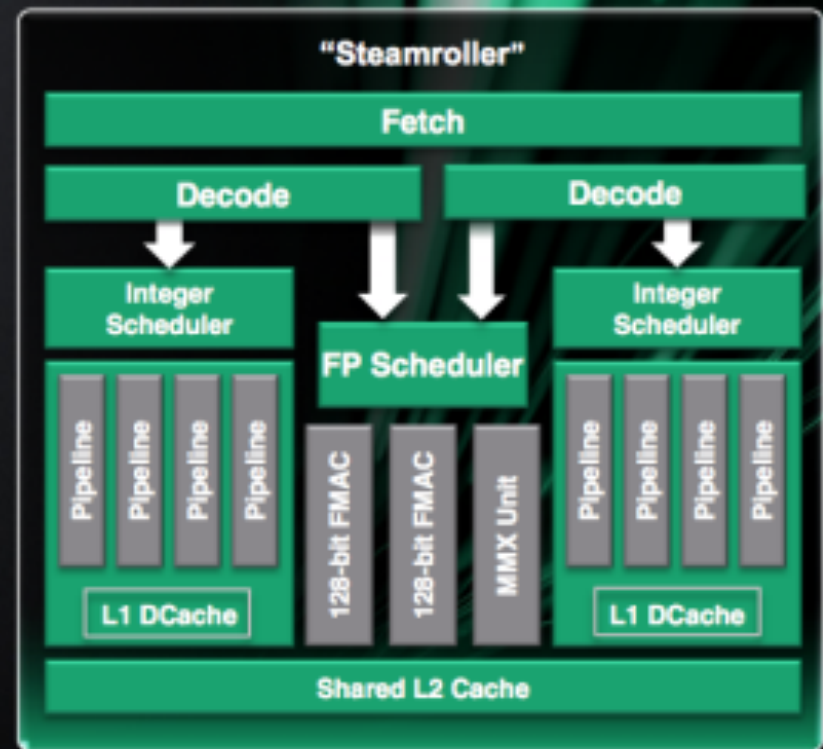 “Steamroller”
Fetch
Decode
Decode
Integer
Scheduler
FP Scheduler
Integer
Scheduler
Pipeline
Pipeline
Pipeline
Pipeline
128-bit FMAC
128-bit FMAC
MMX Unit
Pipeline
Pipeline
Pipeline
Pipeline
L1 DCache
L1 DCache
Shared L2 Cache